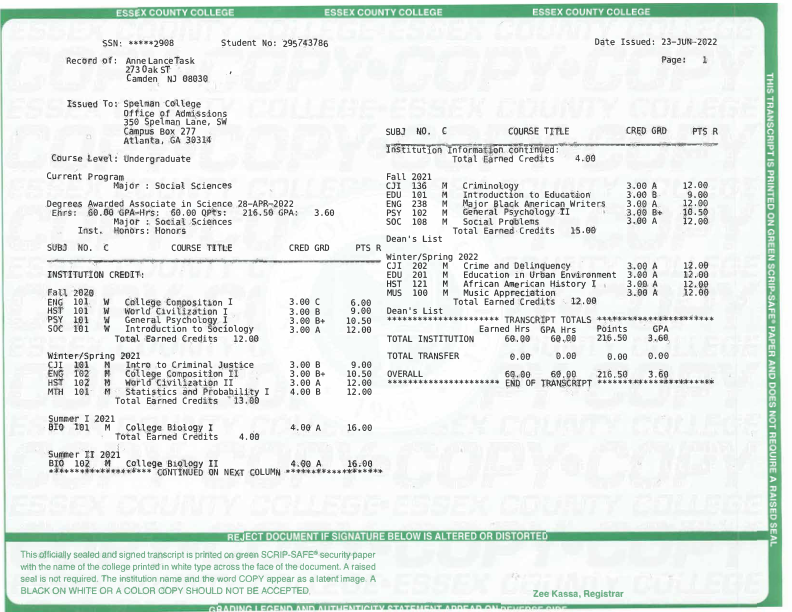 ESSEX COUNTY COLLEGE ESSEX COUNTY COLLEGE ESSEX COUNTY COLLEGE
SSN: *****2908 Student No: 295743786 Date Issued: 23-JUN-2022
Record of: Anne Lance Task
273 Oak ST ,
Camden NJ 08030
Page: 1
Issued To: Spelman College
Office of Admissions
350 Spelman Lane, SW
Campus Box 277
Atlanta, GA 30314
Course Level: Undergraduate
Current Program
Major : Social Sciences
Degrees Awarded Associate in Science 28-APR-2022
Ehrs: 60.00 GPA-Hrs: 60.00 QPts: 216.50 GPA: 3.60
Major : Social Sciences
Inst. Honors: Honors
SUBJ NO. C COURSE TITLE CRED GRD PTS R
INSTITUTION CREDIT:
Fall 2020
ENG 101 W College Composition I 3.00 C 6.00
HST 101 W World Civilization I 3.00 B 9.00
PSY 101 W General Psychology I 3.00 B+ 10.50
SOC 101 W Introduction to Sociology 3.00 A 12.00
Total Earned Credits 12.00
Winter/Spring 2021
CJI 101 M Intro to Criminal Justice 3.00 B 9.00
ENG 102 M College Composition II 3.00 B+ 10.50
HST 102 M World Civilization II 3.00 A 12.00
MTH 101 M Statistics and Probability I 4.00 B 12.00
Total Earned Credits 13.00
Summer I 2021
BIO 101 M College Biology I 4.00 A 16.00
Total Earned Credits 4.00
Summer II 2021
BIO 102 M College Biology II 4.00 A 16.00
******************** CONTINUED ON NEXT COLUMN *******************
SUBJ NO. C COURSE TITLE CRED GRD PTS R
Institution Information continued:
Total Earned Credits 4.00
Fall 2021
CJI 136 M Criminology 3.00 A 12.00
EDU 101 M Introduction to Education 3.00 B 9.00
ENG 238 M Major Black American Writers 3.00 A 12.00
PSY 102 M General Psychology II 3.00 B+ 10.50
SOC 108 M Social Problems 3.00 A 12.00
Total Earned Credits 15.00
Dean's List
Winter/Spring 2022
CJI 202 M Crime and Delinquency 3.00 A 12.00
EDU 201 M Education in Urban Environment 3.00 A 12.00
HST 121 M African American History I 3.00 A 12.00
MUS 100 M Music Appreciation 3.00 A 12.00
Total Earned Credits 12.00
Dean's List
********************** TRANSCRIPT TOTALS ***********************
Earned Hrs GPA Hrs Points GPA
TOTAL INSTITUTION 60.00 60.00 216.50 3.60
TOTAL TRANSFER 0.00 0.00 0.00 0.00
OVERALL 60.00 60.00 216.50 3.60
********************** END OF TRANSCRIPT ***********************
THIS TRANSCRIPT IS PRINTED ON GREEN SCRIP-SAFE® PAPER AND DOES NOT REQUIRE A RAISED SEAL
REJECT DOCUMENT IF SIGNATURE BELOW IS ALTERED OR DISTORTED
This officially sealed and signed transcript is printed on green SCRIP-SAFE® security paper
with the name of the college printed in white type across the face of the document. A raised
seal is not required. The institution name and the word COPY appear as a latent image. A
BLACK ON WHITE OR A COLOR COPY SHOULD NOT BE ACCEPTED.
Zee Kassa, Registrar
GRADING LEGEND AND AUTHENTICITY STATEMENT APPEAR ON REVERSE SIDE